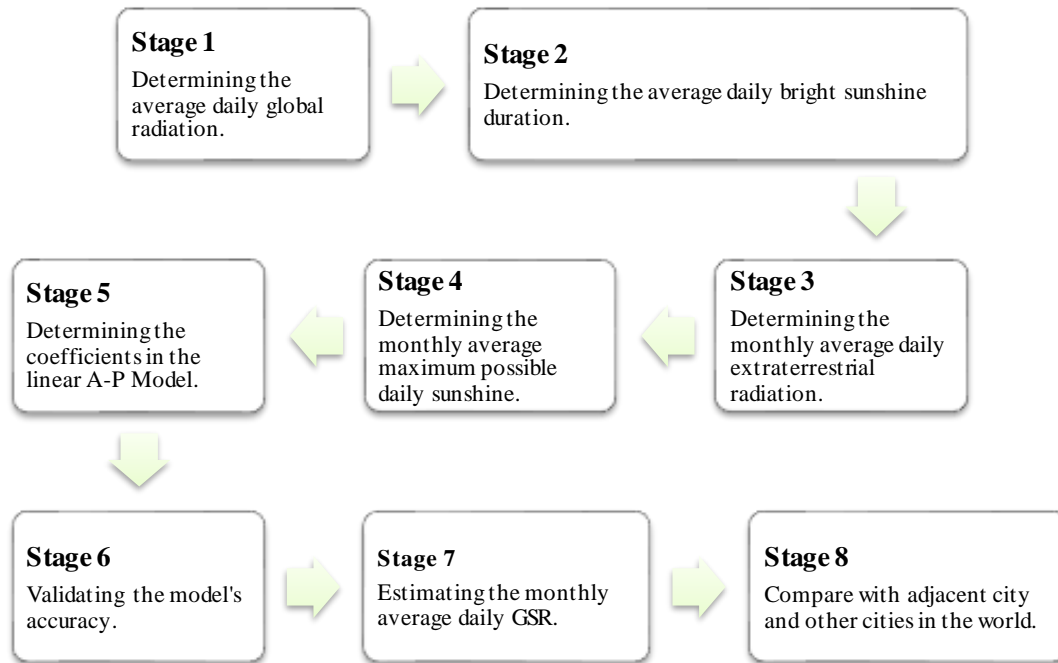 Stage 1
Determining the
average daily global
radiation.
Stage 2
Determining the average daily bright sunshine
duration.
Stage 3
Determining the
monthly average daily
extraterrestrial
radiation.
Stage 4
Determining the
monthly average
maximum possible
daily sunshine.
Stage 5
Determining the
coefficients in the
linear A-P Model.
Stage 6
Validating the model's
accuracy.
Stage 7
Estimating the monthly
average daily GSR.
Stage 8
Compare with adjacent city
and other cities in the world.